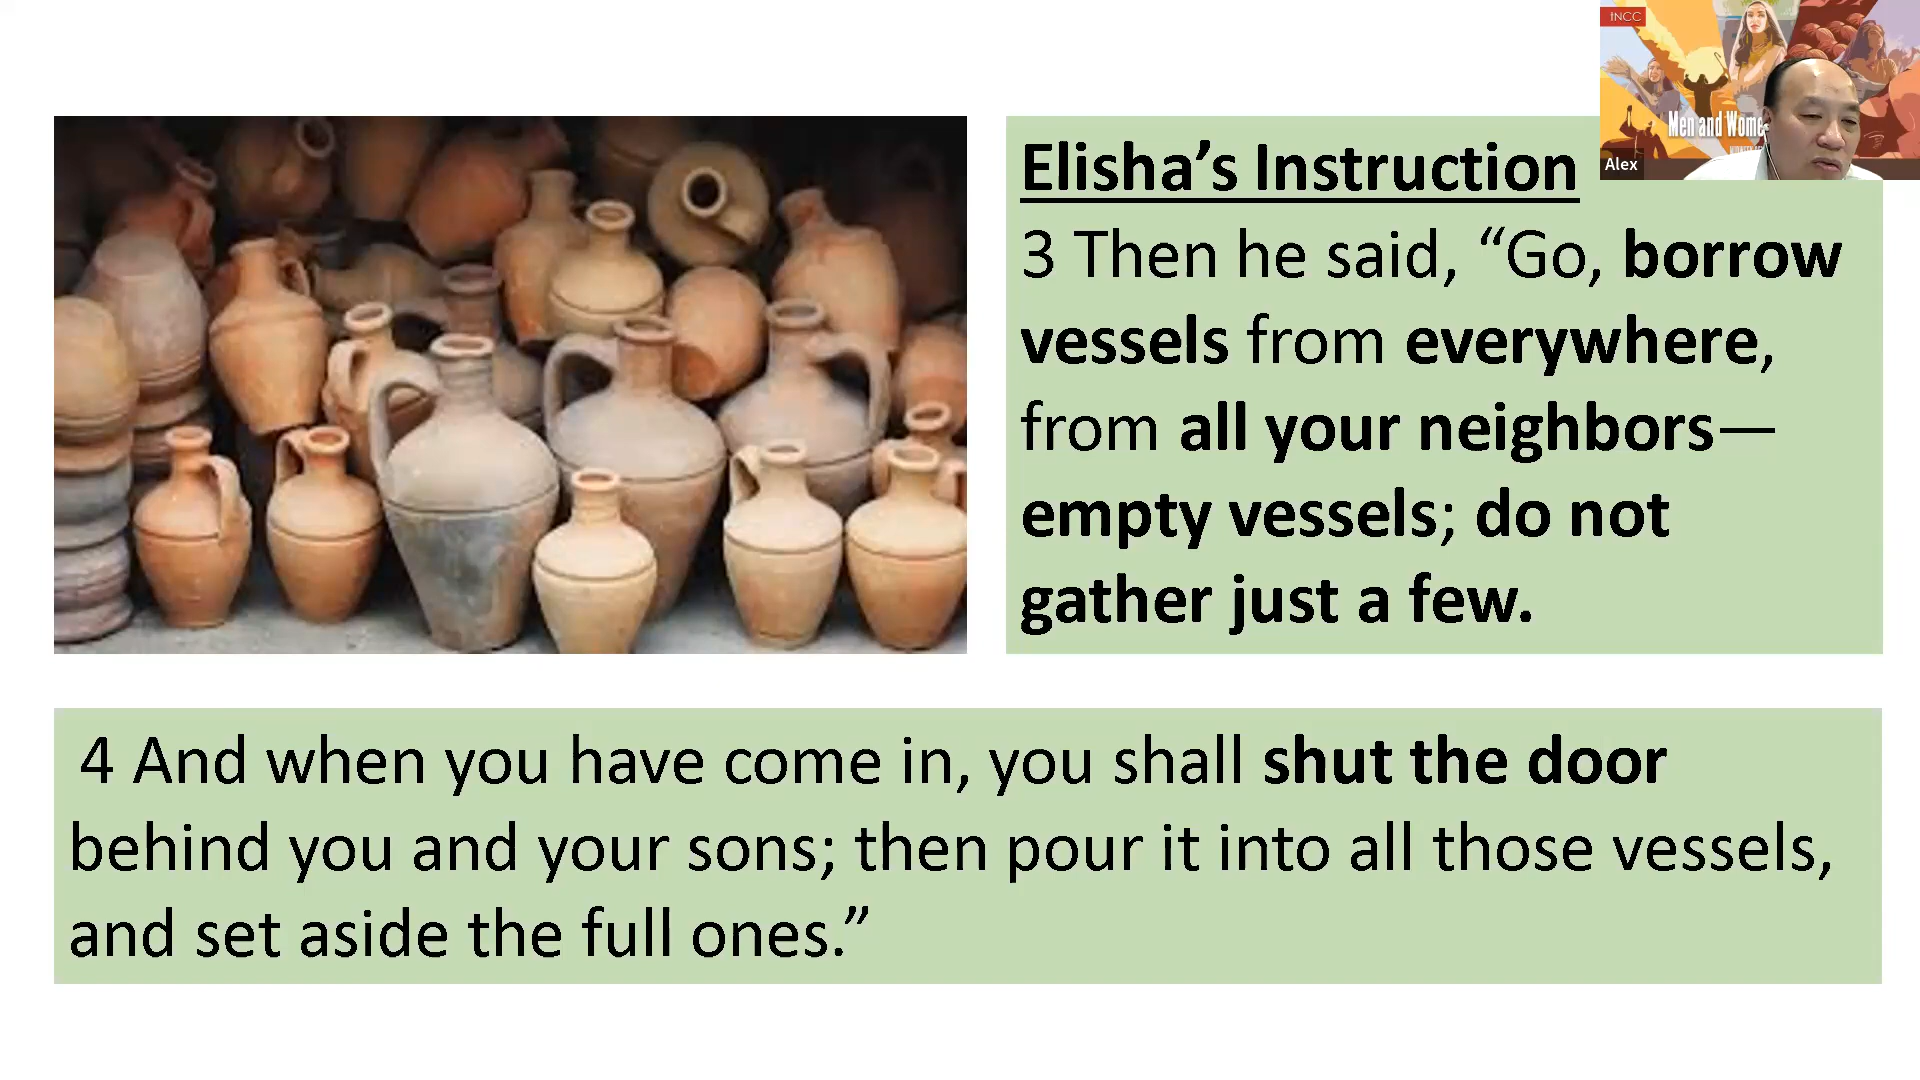 iNCC
Men and Wome
Alex
Elisha’s Instruction
3 Then he said, “Go, borrow
vessels from everywhere,
from all your neighbors—
empty vessels; do not
gather just a few.
4 And when you have come in, you shall shut the door
behind you and your sons; then pour it into all those vessels,
and set aside the full ones.”